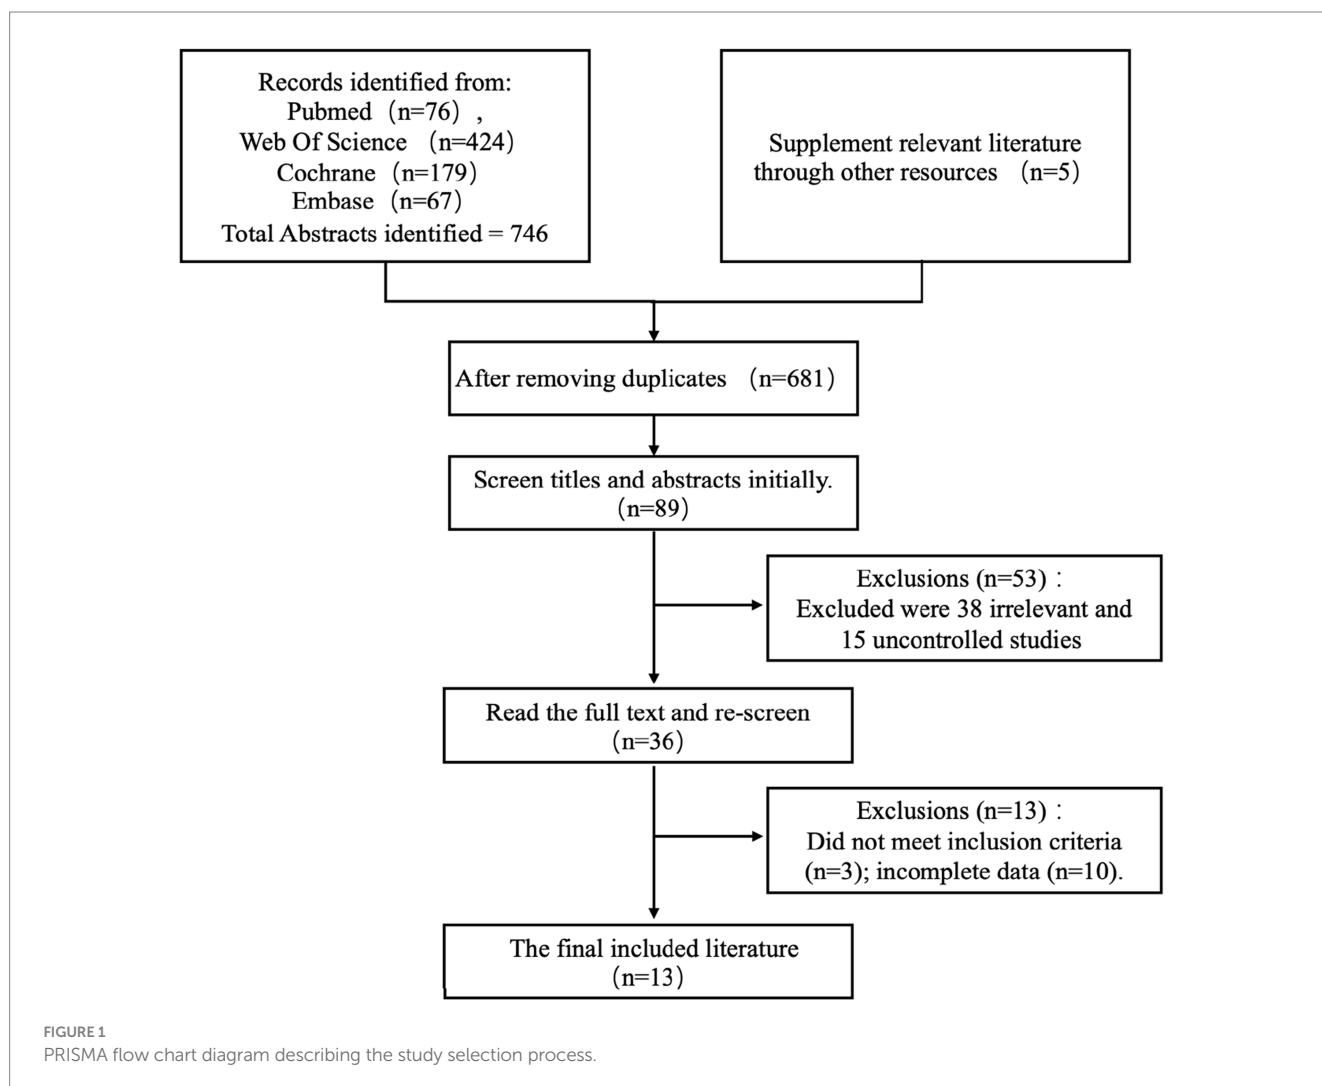 Records identified from:
Pubmed（n=76）,
Web Of Science （n=424）
Cochrane （n=179）
Embase（n=67）
Total Abstracts identified = 746
Supplement relevant literature
through other resources （n=5）
After removing duplicates （n=681）
Screen titles and abstracts initially.
（n=89）
Exclusions (n=53)：
Excluded were 38 irrelevant and
15 uncontrolled studies
Read the full text and re-screen
（n=36）
Exclusions (n=13)：
Did not meet inclusion criteria
(n=3); incomplete data (n=10).
The final included literature
（n=13）
FIGURE 1
PRISMA flow chart diagram describing the study selection process.